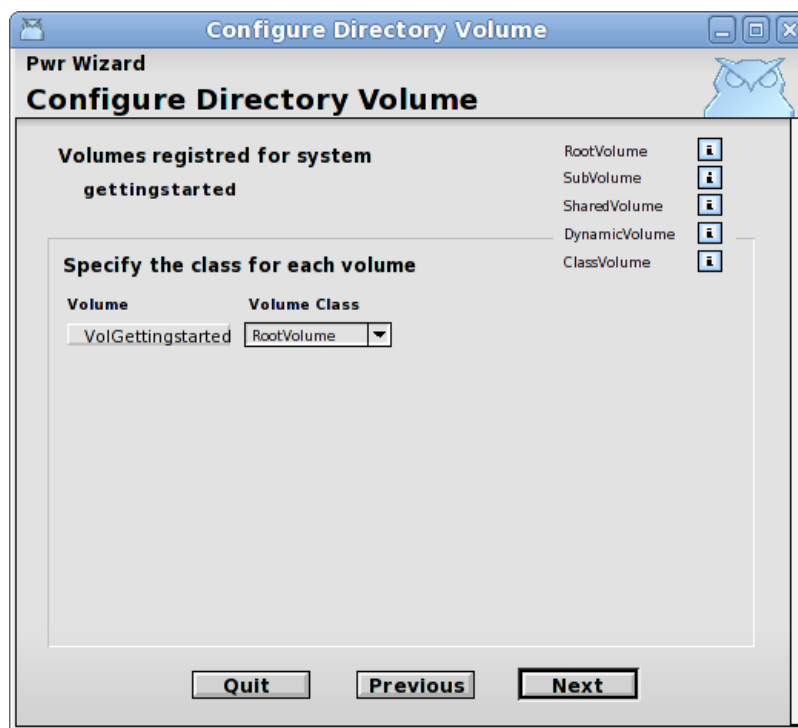 Configure Directory Volume
Pwr Wizard
Configure Directory Volume
Volumes registred for system
gettingstarted
RootVolume i
SubVolume i
SharedVolume i
DynamicVolume i
ClassVolume i
Specify the class for each volume
Volume Volume Class
VolGettingstarted RootVolume
Quit Previous Next